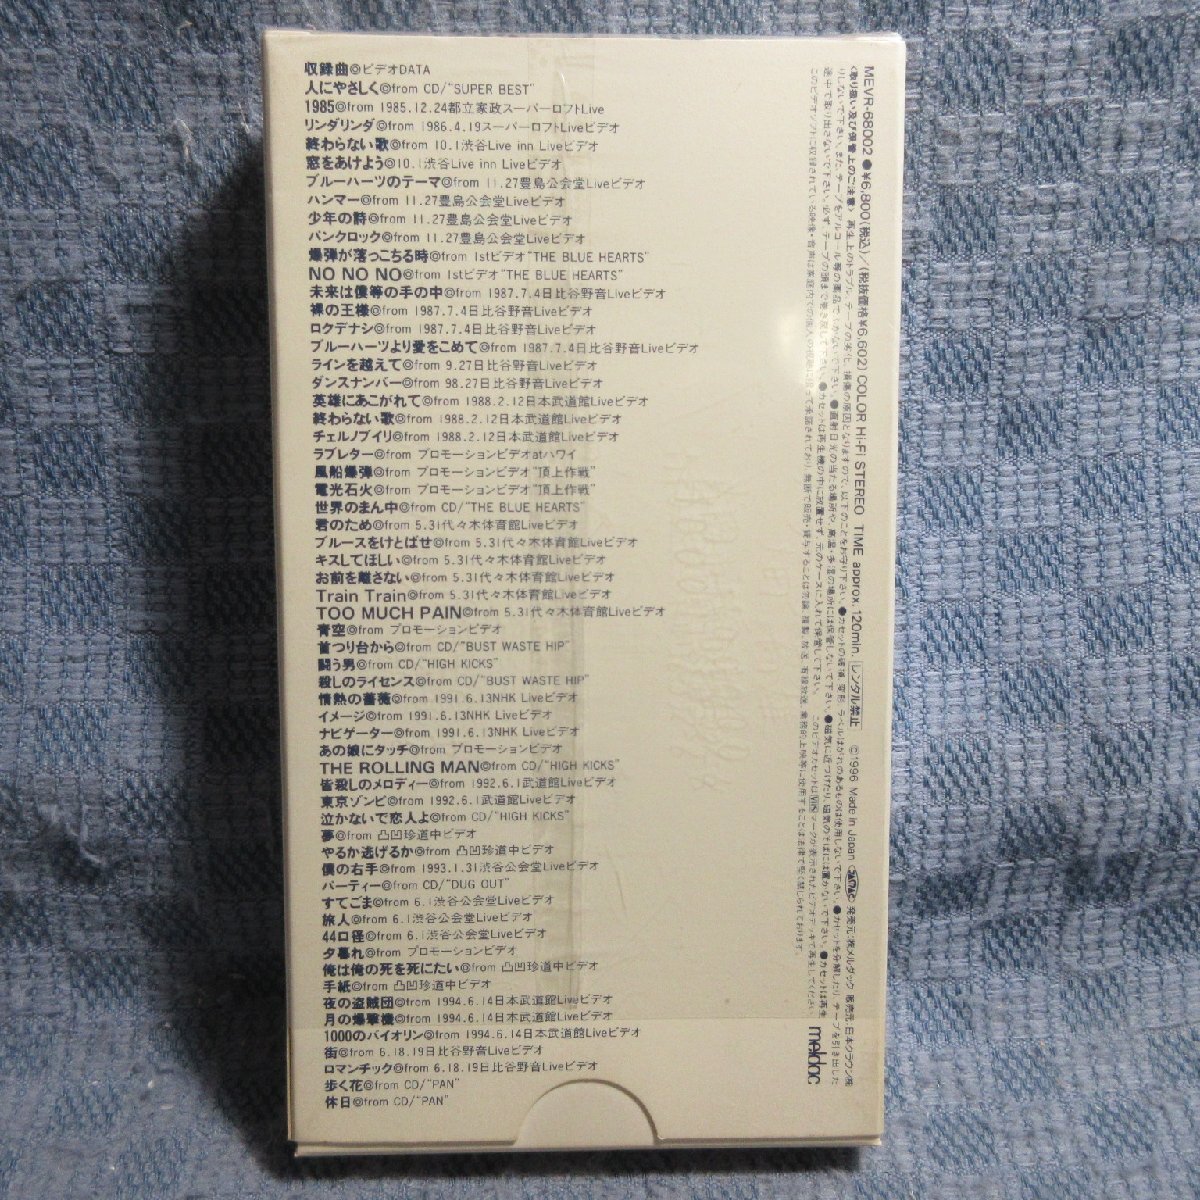 収録曲◎ビデオDATA
人にやさしく◎from CD/"SUPER BEST"
1985◎from 1985.12.24都立家政スーパーロフトLive
リンダリンダ◎from 1986.4.19スーパーロフトLiveビデオ
終わらない歌◎from 10.1渋谷Live inn Liveビデオ
窓をあけよう◎10.1渋谷Live inn Liveビデオ
ブルーハーツのテーマ◎from 11.27豊島公会堂Liveビデオ
ハンマー◎from 11.27豊島公会堂Liveビデオ
少年の詩◎from 11.27豊島公会堂Liveビデオ
パンクロック◎from 11.27豊島公会堂Liveビデオ
爆弾が落っこちる時◎from 1stビデオ"THE BLUE HEARTS"
NO NO NO◎from 1stビデオ"THE BLUE HEARTS"
未来は僕等の手の中◎from 1987.7.4日比谷野音Liveビデオ
裸の王様◎from 1987.7.4日比谷野音Liveビデオ
ロクデナシ◎from 1987.7.4日比谷野音Liveビデオ
ブルーハーツより愛をこめて◎from 1987.7.4日比谷野音Liveビデオ
ラインを越えて◎from 9.27日比谷野音Liveビデオ
ダンスナンバー◎from 98.27日比谷野音Liveビデオ
英雄にあこがれて◎from 1988.2.12日本武道館Liveビデオ
終わらない歌◎from 1988.2.12日本武道館Liveビデオ
チェルノブイリ◎from 1988.2.12日本武道館Liveビデオ
ラブレター◎from プロモーションビデオatハワイ
風船爆弾◎from プロモーションビデオ"頂上作戦"
電光石火◎from プロモーションビデオ"頂上作戦"
世界のまん中◎from CD/"THE BLUE HEARTS"
君のため◎from 5.31代々木体育館Liveビデオ
ブルースをけとばせ◎from 5.31代々木体育館Liveビデオ
キスしてほしい◎from 5.31代々木体育館Liveビデオ
お前を離さない◎from 5.31代々木体育館Liveビデオ
Train Train◎from 5.31代々木体育館Liveビデオ
TOO MUCH PAIN◎from 5.31代々木体育館Liveビデオ
青空◎from プロモーションビデオ
首つり台から◎from CD/"BUST WASTE HIP"
闘う男◎from CD/"HIGH KICKS"
殺しのライセンス◎from CD/"BUST WASTE HIP"
情熱の薔薇◎from 1991.6.13NHK Liveビデオ
イメージ◎from 1991.6.13NHK Liveビデオ
ナビゲーター◎from 1991.6.13NHK Liveビデオ
あの娘にタッチ◎from プロモーションビデオ
THE ROLLING MAN◎from CD/"HIGH KICKS"
皆殺しのメロディー◎from 1992.6.1武道館Liveビデオ
東京ゾンビ◎from 1992.6.1武道館Liveビデオ
泣かないで恋人よ◎from CD/"HIGH KICKS"
夢◎from 凸凹珍道中ビデオ
やるか逃げるか◎from 凸凹珍道中ビデオ
僕の右手◎from 1993.1.31渋谷公会堂Liveビデオ
パーティー◎from CD/"DUG OUT"
すてごま◎from 6.1渋谷公会堂Liveビデオ
旅人◎from 6.1渋谷公会堂Liveビデオ
44口径◎from 6.1渋谷公会堂Liveビデオ
夕暮れ◎from プロモーションビデオ
俺は俺の死を死にたい◎from 凸凹珍道中ビデオ
手紙◎from 凸凹珍道中ビデオ
夜の盗賊団◎from 1994.6.14日本武道館Liveビデオ
月の爆撃機◎from 1994.6.14日本武道館Liveビデオ
1000のバイオリン◎from 1994.6.14日本武道館Liveビデオ
街◎from 6.18.19日比谷野音Liveビデオ
ロマンチック◎from 6.18.19日比谷野音Liveビデオ
歩く花◎from CD/"PAN"
休日◎from CD/"PAN"
MEVR-68002●¥6,800(税込)/(税抜価格¥6,602) COLOR Hi-Fi STEREO TIME approx. 120min. レンタル禁止 ©1996 Made in Japan 発売元:(株)メルダック 販売元:日本クラウン(株)
〈取り扱い及び保管上のご注意〉
meldac